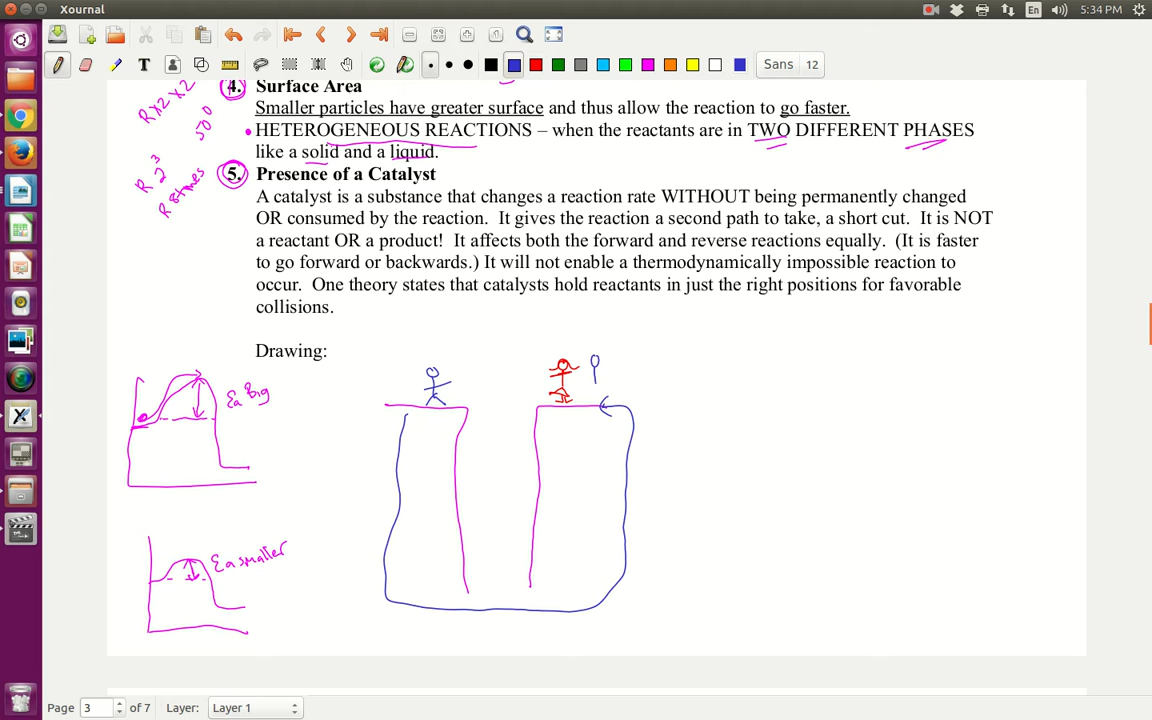 Xournal
En
5:34 PM
T
Sans 12
4. Surface Area
Smaller particles have greater surface and thus allow the reaction to go faster.
HETEROGENEOUS REACTIONS – when the reactants are in TWO DIFFERENT PHASES
like a solid and a liquid.
5. Presence of a Catalyst
A catalyst is a substance that changes a reaction rate WITHOUT being permanently changed
OR consumed by the reaction. It gives the reaction a second path to take, a short cut. It is NOT
a reactant OR a product! It affects both the forward and reverse reactions equally. (It is faster
to go forward or backwards.) It will not enable a thermodynamically impossible reaction to
occur. One theory states that catalysts hold reactants in just the right positions for favorable
collisions.
Drawing:
R×2×2
50°
R 2³
R 8times
Ea Big
Ea smaller
Page 3 of 7 Layer: Layer 1